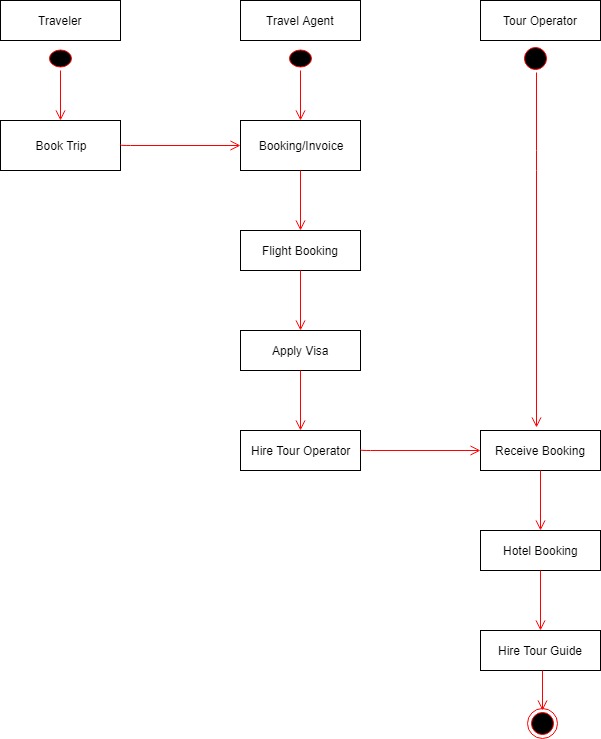 Traveler
Travel Agent
Tour Operator
Book Trip
Booking/Invoice
Flight Booking
Apply Visa
Hire Tour Operator
Receive Booking
Hotel Booking
Hire Tour Guide